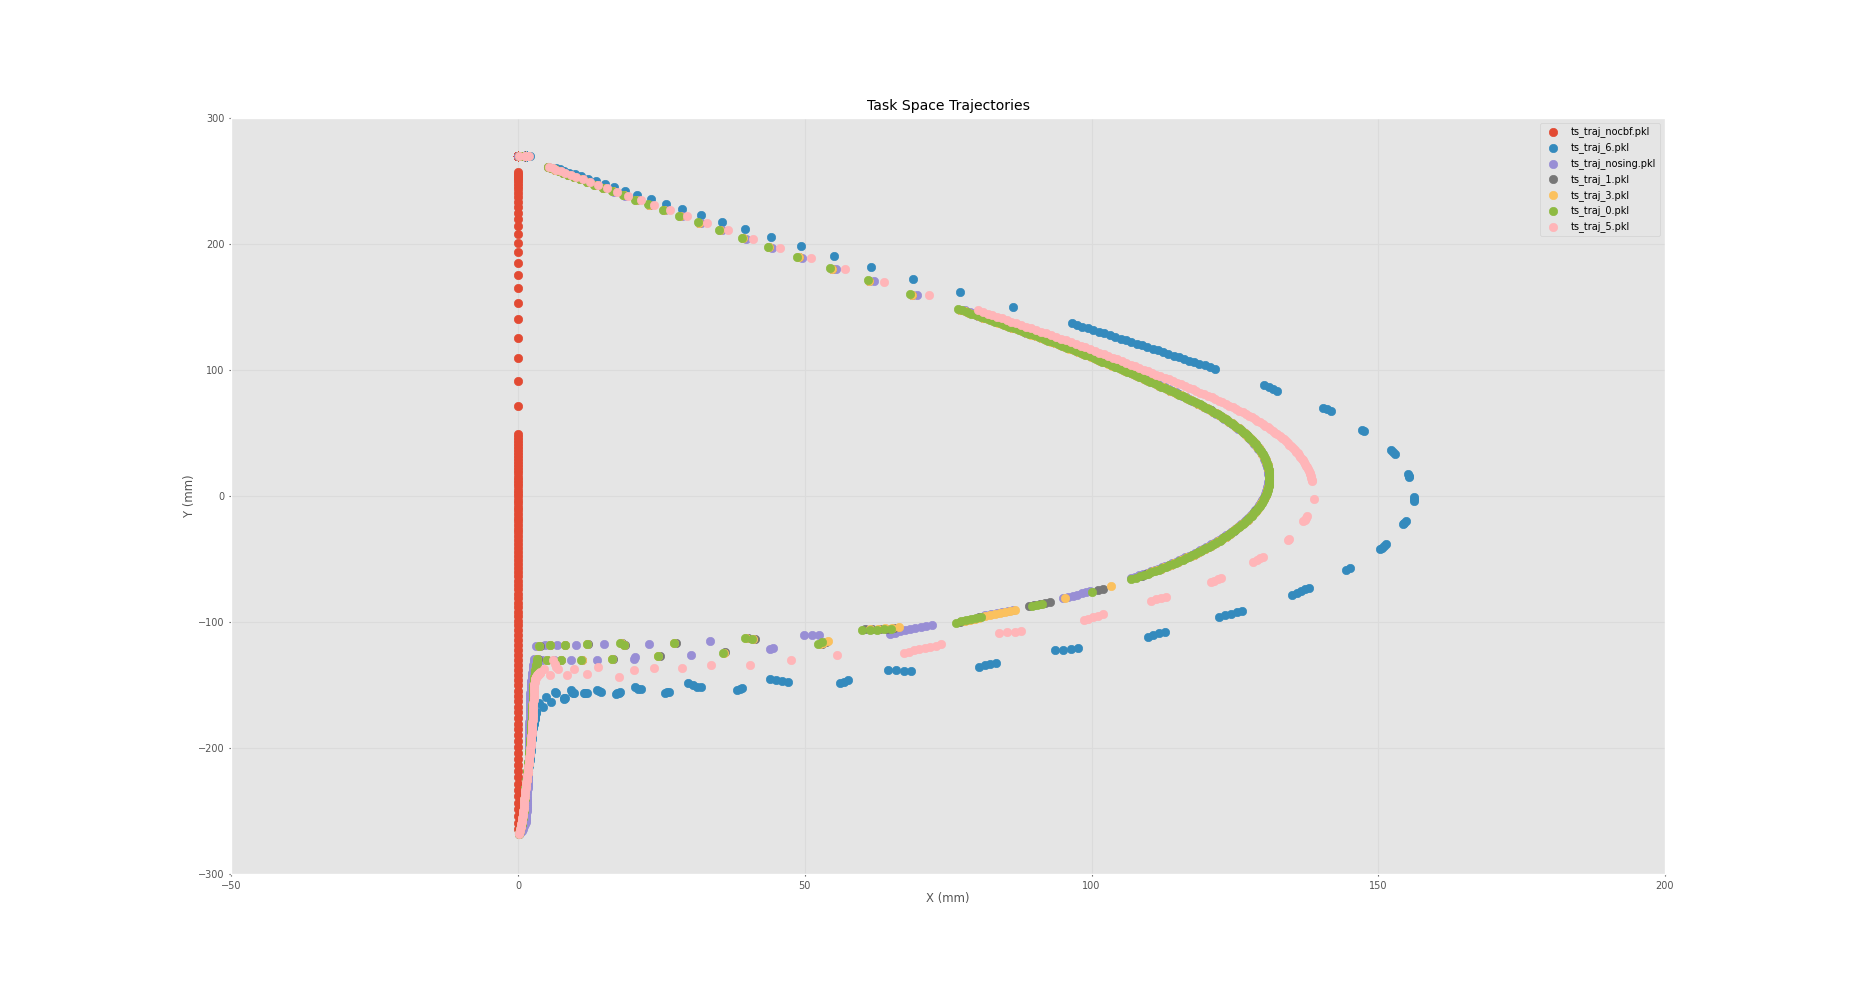 Task Space Trajectories
ts_traj_nocbf.pkl
ts_traj_6.pkl
ts_traj_nosing.pkl
ts_traj_1.pkl
ts_traj_3.pkl
ts_traj_0.pkl
ts_traj_5.pkl
300
200
100
0
−100
−200
−300
Y (mm)
−50 0 50 100 150 200
X (mm)